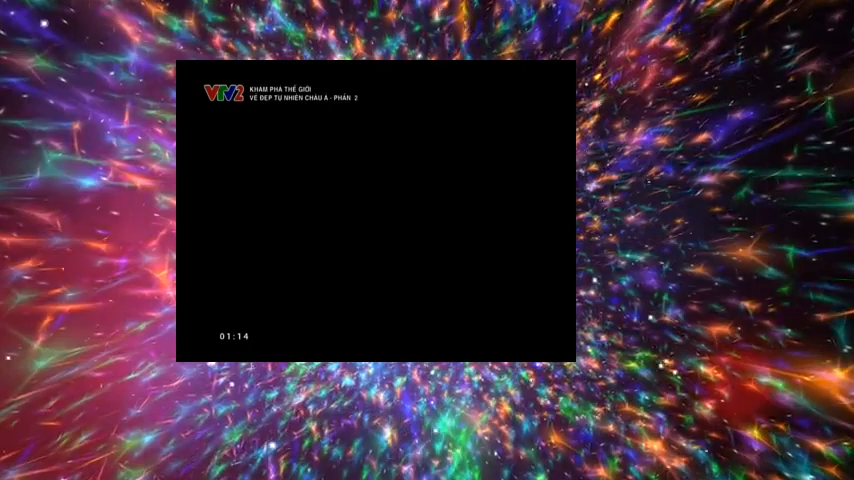 VTV2
KHÁM PHÁ THẾ GIỚI
VẺ ĐẸP TỰ NHIÊN CHÂU Á - PHẦN 2
01:14